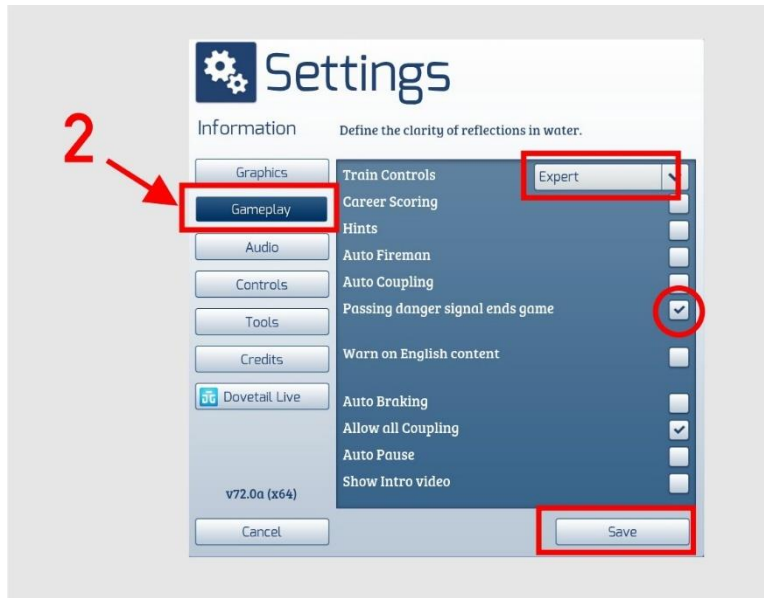 Settings
Information
Define the clarity of reflections in water.
2
Graphics
Gameplay
Audio
Controls
Tools
Credits
Dovetail Live
v72.0a (x64)
Cancel
Train Controls Expert
Career Scoring
Hints
Auto Fireman
Auto Coupling
Passing danger signal ends game
Warn on English content
Auto Braking
Allow all Coupling
Auto Pause
Show Intro video
Save